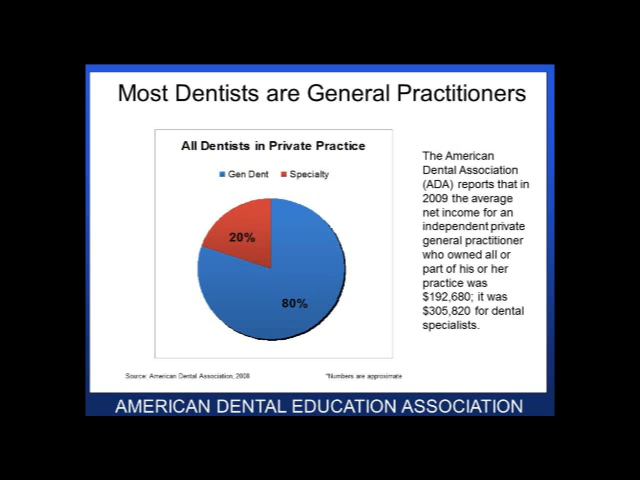 Most Dentists are General Practitioners
All Dentists in Private Practice
Gen Dent Specialty
20%
80%
The American
Dental Association
(ADA) reports that in
2009 the average
net income for an
independent private
general practitioner
who owned all or
part of his or her
practice was
$192,680; it was
$305,820 for dental
specialists.
Source: American Dental Association, 2008 *Numbers are approximate
AMERICAN DENTAL EDUCATION ASSOCIATION